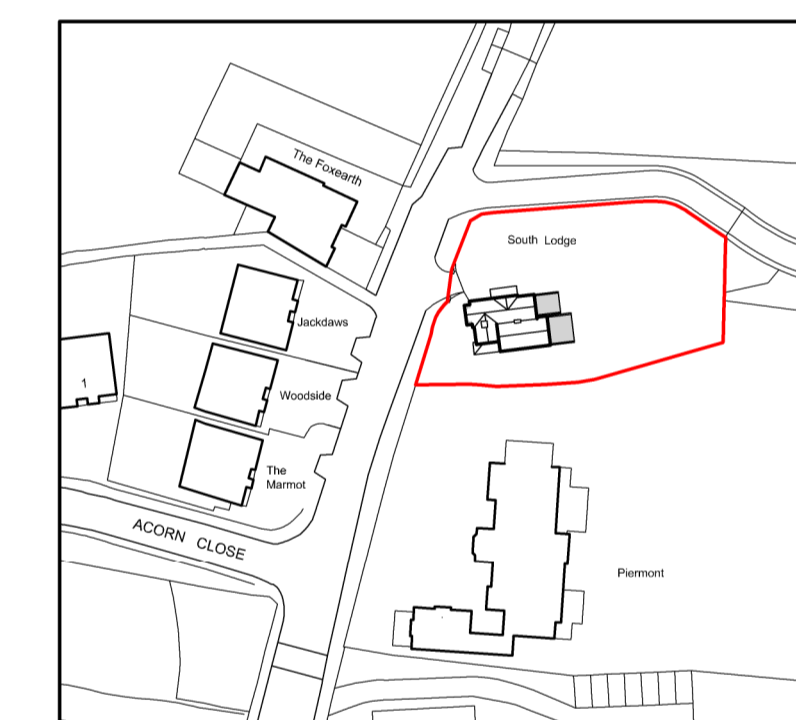 The Foxearth
South Lodge
Jackdaws
1
Woodside
The
Marmot
ACORN CLOSE
Piermont